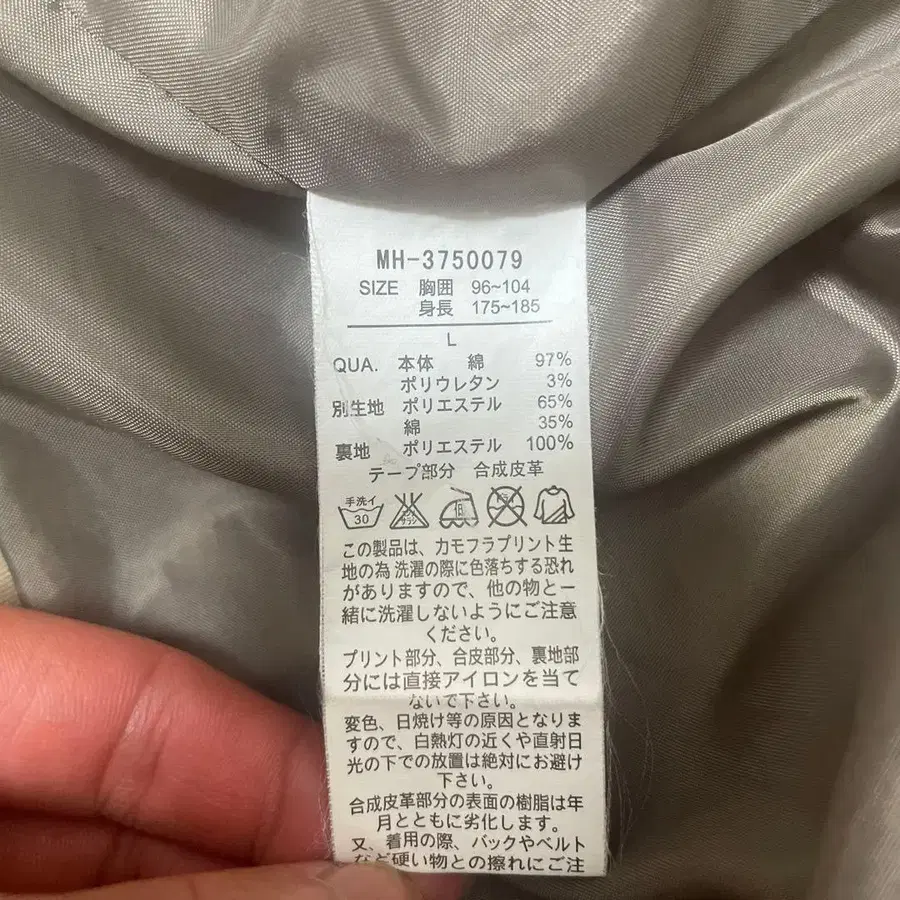 MH-3750079
SIZE 胸囲 96~104
身長 175~185
L
QUA. 本体 綿 97%
ポリウレタン 3%
別生地 ポリエステル 65%
綿 35%
裏地 ポリエステル 100%
テープ部分 合成皮革
手洗イ 30 エンソサラシ 低 ドライ
この製品は、カモフラプリント生
地の為 洗濯の際に色落ちする恐れ
がありますので、他の物と一
緒に洗濯しないようにご注意
ください。
プリント部分、合皮部分、裏地部
分には直接アイロンを当て
ないで下さい。
変色、日焼け等の原因となりま
すので、白熱灯の近くや直射日
光の下での放置は絶対にお避け
下さい。
合成皮革部分の表面の樹脂は年
月とともに劣化します。
又、着用の際、バックやベルト
など硬い物との擦れにご注